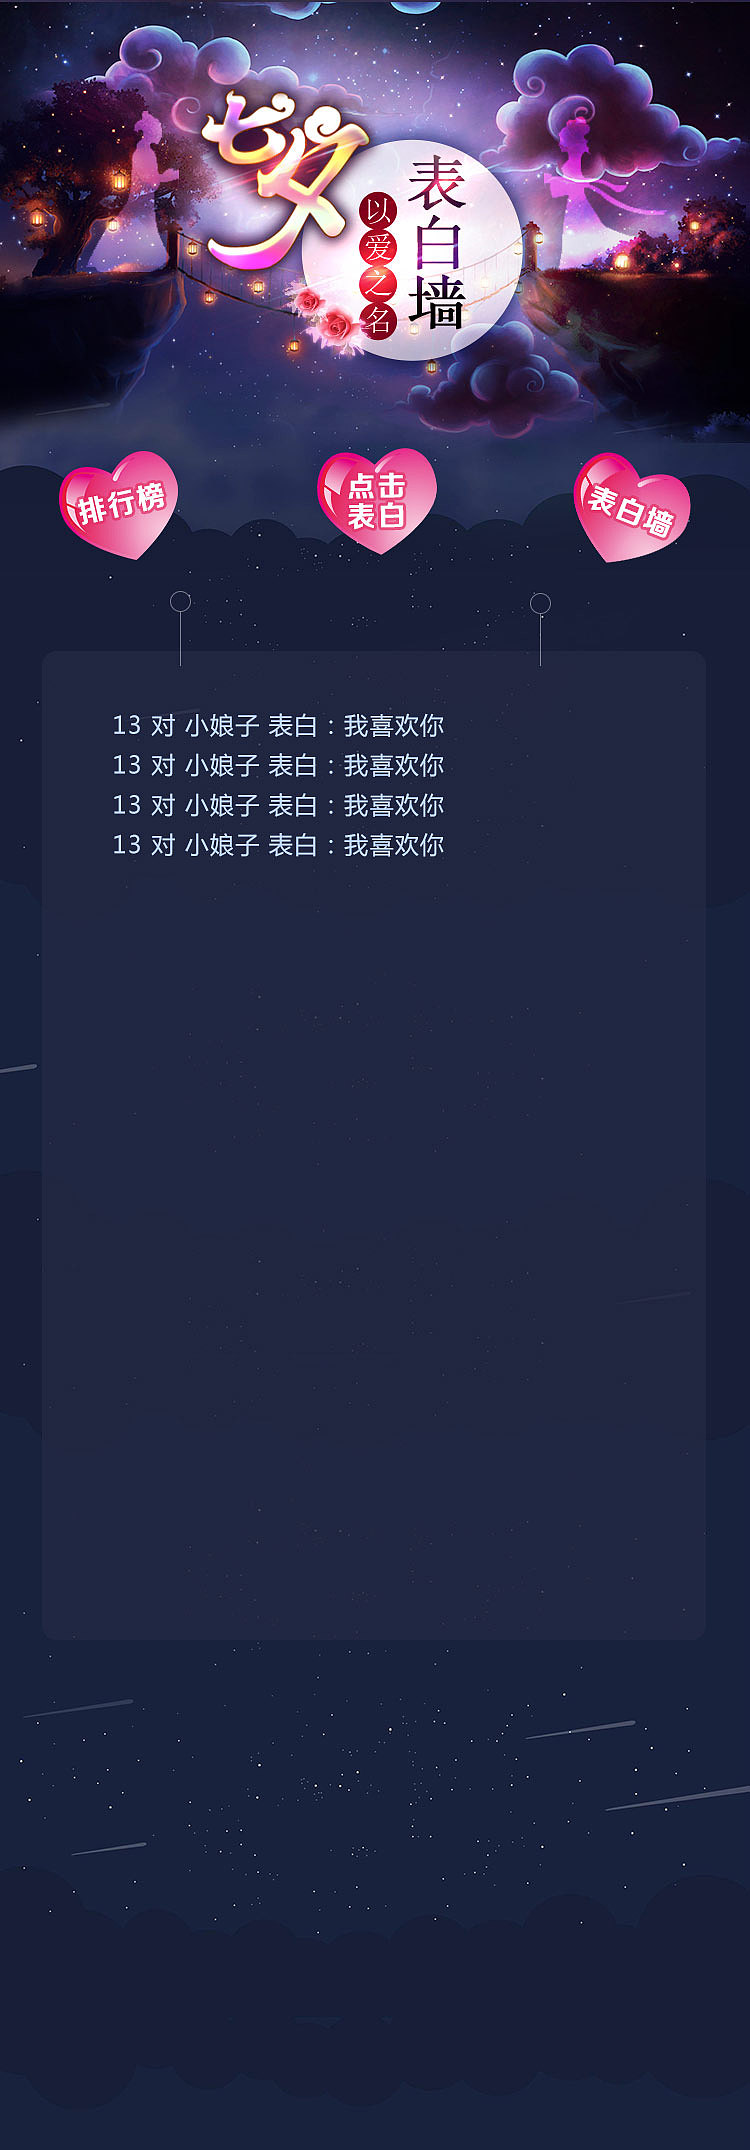 七夕
以爱之名
表白墙
排行榜
点击
表白
表白墙
13 对 小娘子 表白：我喜欢你
13 对 小娘子 表白：我喜欢你
13 对 小娘子 表白：我喜欢你
13 对 小娘子 表白：我喜欢你